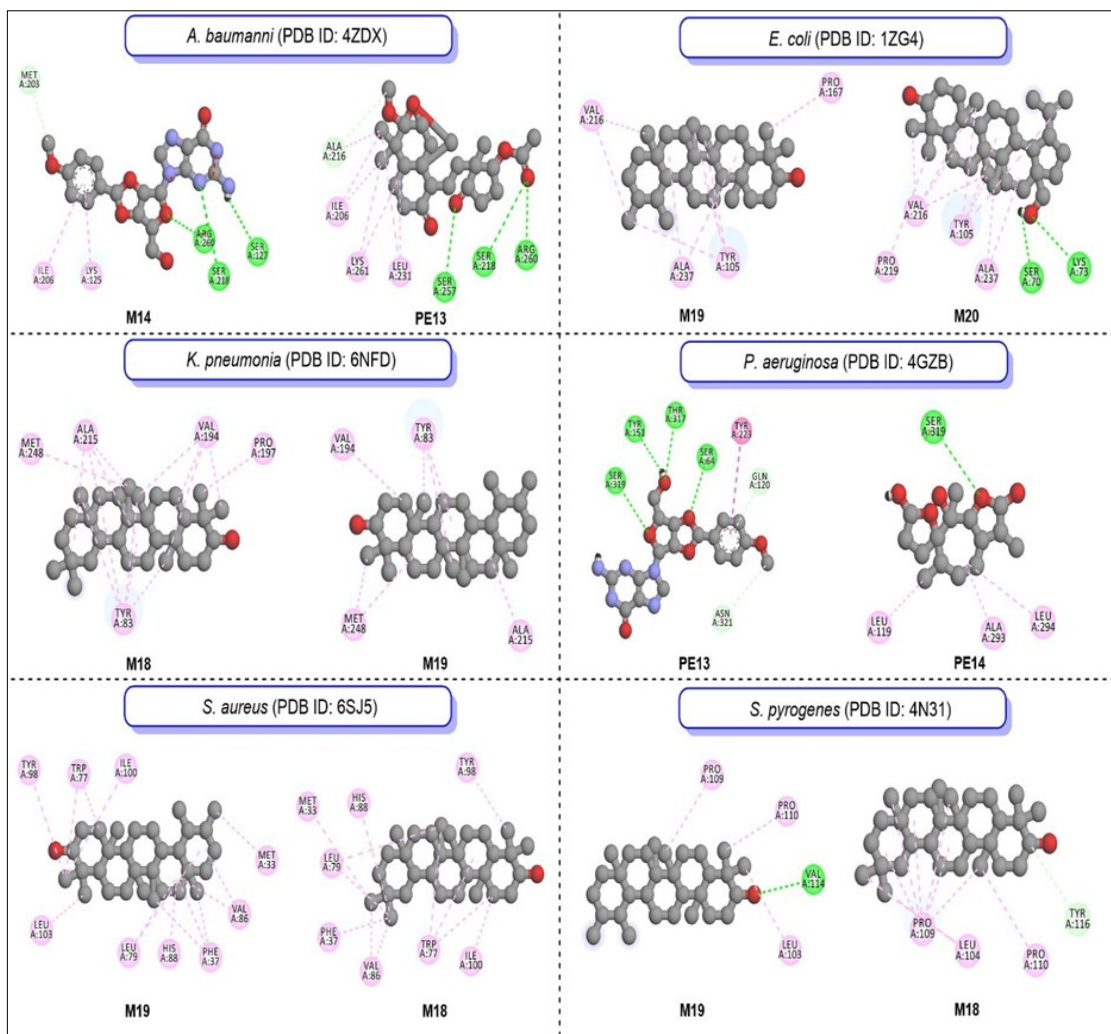 A. baumanni (PDB ID: 4ZDX)
MET
A:203
ILE
A:206
LYS
A:125
ARG
A:260
SER
A:218
SER
A:127
M14
ALA
A:216
ILE
A:206
LYS
A:261
LEU
A:231
SER
A:257
SER
A:218
ARG
A:260
PE13
E. coli (PDB ID: 1ZG4)
VAL
A:216
PRO
A:167
ALA
A:237
TYR
A:105
M19
VAL
A:216
TYR
A:105
PRO
A:219
ALA
A:237
SER
A:70
LYS
A:73
M20
K. pneumonia (PDB ID: 6NFD)
MET
A:248
ALA
A:215
VAL
A:194
PRO
A:197
TYR
A:83
M18
VAL
A:194
TYR
A:83
MET
A:248
ALA
A:215
M19
P. aeruginosa (PDB ID: 4GZB)
TYR
A:151
THR
A:317
SER
A:64
TYR
A:223
GLN
A:120
SER
A:319
ASN
A:321
PE13
SER
A:319
LEU
A:119
ALA
A:293
LEU
A:294
PE14
S. aureus (PDB ID: 6SJ5)
TYR
A:98
TRP
A:77
ILE
A:100
MET
A:33
VAL
A:86
LEU
A:103
LEU
A:79
HIS
A:88
PHE
A:37
M19
TYR
A:98
MET
A:33
HIS
A:88
LEU
A:79
PHE
A:37
VAL
A:86
TRP
A:77
ILE
A:100
M18
S. pyrogenes (PDB ID: 4N31)
PRO
A:109
PRO
A:110
VAL
A:114
LEU
A:103
M19
PRO
A:109
LEU
A:104
PRO
A:110
TYR
A:116
M18